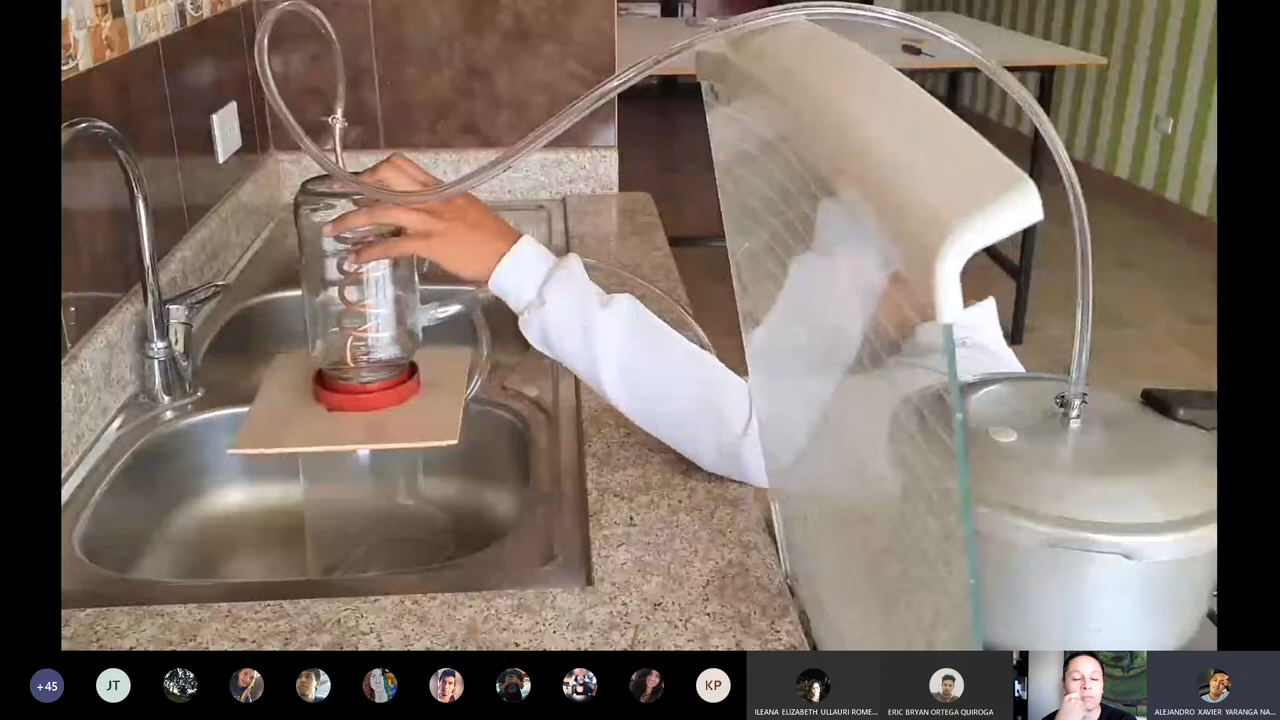 +45
JT
KP
ILEANA ELIZABETH ULLAURI ROME...
ERIC BRYAN ORTEGA QUIROGA
ALEJANDRO XAVIER YARANGA NA...